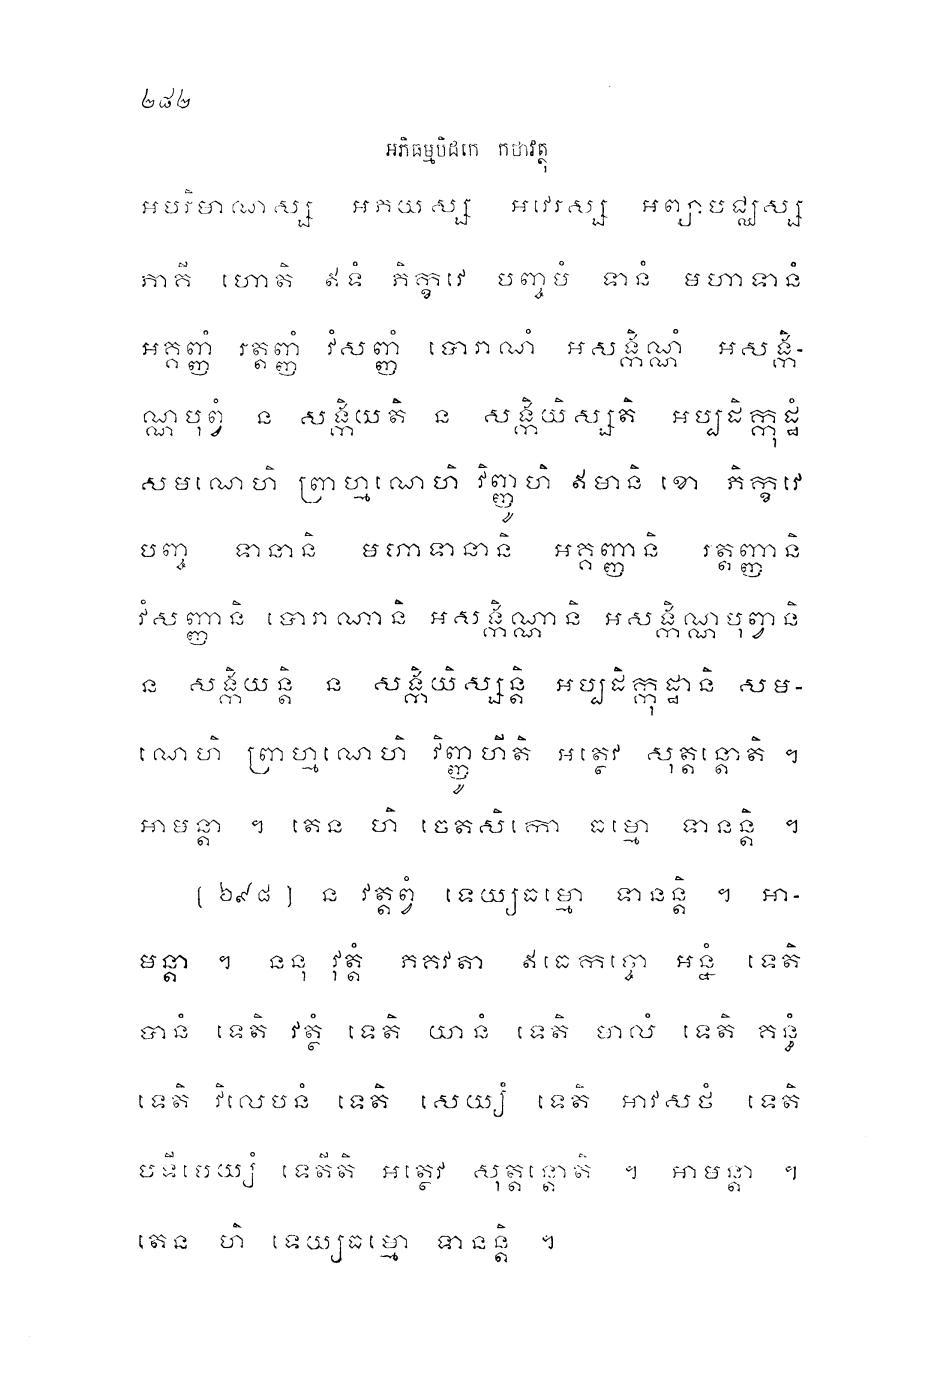 ២៨២
អភិធម្មបិដកេ កថាវត្ថុ
អបរិមាណស្ស អភយស្ស អវេរស្ស អព្យាបជ្ឈស្ស
ភាគី ហោតិ ឥទំ ភិក្ខវេ បញ្ចមំ ទានំ មហាទានំ
អគ្គញ្ញំ រត្តញ្ញំ វំសញ្ញំ បោរាណំ អសង្កិណ្ណំ អសង្កិ-
ណ្ណបុព្វំ ន សង្កិយតិ ន សង្កិយិស្សតិ អប្បដិក្កុដ្ឋំ
សមណេហិ ព្រាហ្មណេហិ វិញ្ញូហិ ឥមានិ ខោ ភិក្ខវេ
បញ្ច ទានានិ មហាទានានិ អគ្គញ្ញានិ រត្តញ្ញានិ
វំសញ្ញានិ បោរាណានិ អសង្កិណ្ណានិ អសង្កិណ្ណបុព្វានិ
ន សង្កិយន្តិ ន សង្កិយិស្សន្តិ អប្បដិក្កុដ្ឋានិ សម-
ណេហិ ព្រាហ្មណេហិ វិញ្ញូហីតិ អត្ថេវ សុត្តន្តោតិ ។
អាមន្តា ។ តេន ហិ ចេតសិកោ ធម្មោ ទានន្តិ ។
(៦៩៨) ន វត្តព្វំ ទេយ្យធម្មោ ទានន្តិ ។ អា-
មន្តា ។ ននុ វុត្តំ ភគវតា ឥធេកច្ចោ អន្នំ ទេតិ
បានំ ទេតិ វត្ថំ ទេតិ យានំ ទេតិ មាលំ ទេតិ គន្ធំ
ទេតិ វិលេបនំ ទេតិ សេយ្យំ ទេតិ អាវសថំ ទេតិ
បទីបេយ្យំ ទេតីតិ អត្ថេវ សុត្តន្តោតិ ។ អាមន្តា ។
តេន ហិ ទេយ្យធម្មោ ទានន្តិ ។